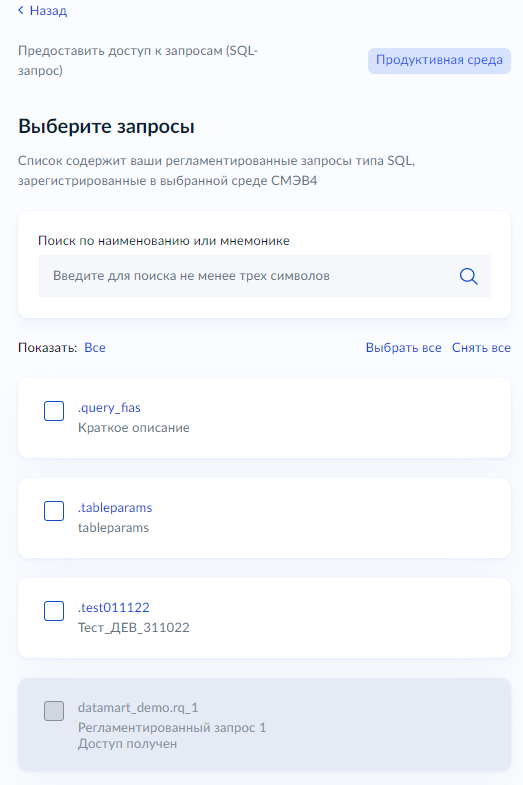 Назад
Предоставить доступ к запросам (SQL-
запрос)
Продуктивная среда
Выберите запросы
Список содержит ваши регламентированные запросы типа SQL,
зарегистрированные в выбранной среде СМЭВ4
Поиск по наименованию или мнемонике
Введите для поиска не менее трех символов
Показать: Все
Выбрать все Снять все
.query_fias
Краткое описание
.tableparams
tableparams
.test011122
Тест_ДЕВ_311022
datamart_demo.rq_1
Регламентированный запрос 1
Доступ получен